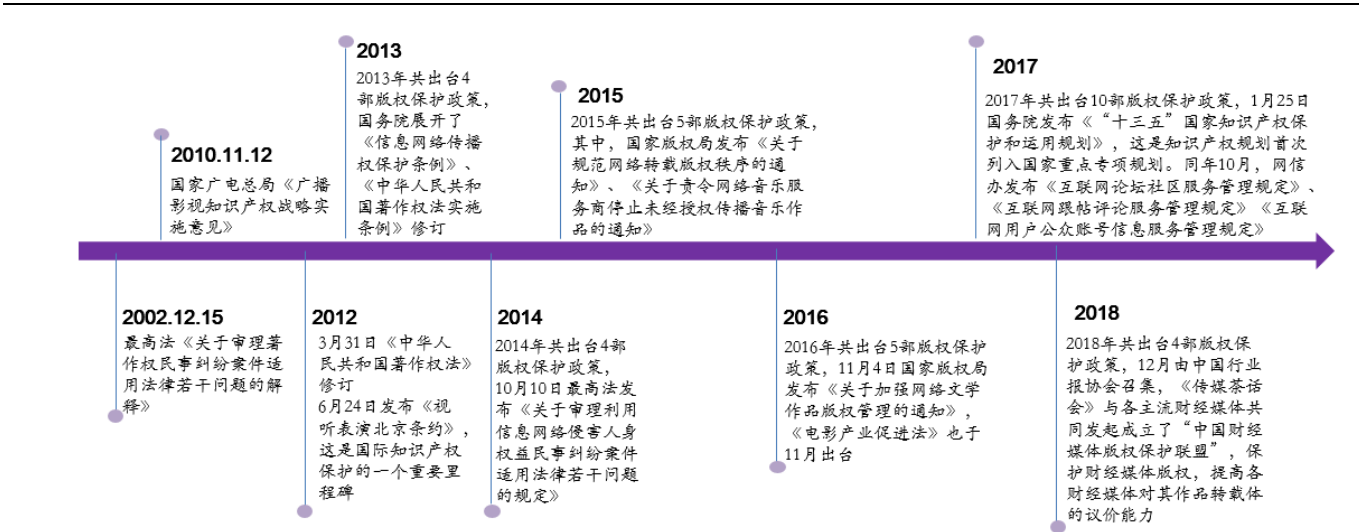 2010.11.12
国家广电总局《广播
影视知识产权战略实
施意见》
2013
2013年共出台4
部版权保护政策，
国务院展开了
《信息网络传播
权保护条例》、
《中华人民共和
国著作权法实施
条例》修订
2015
2015年共出台5部版权保护政策，
其中，国家版权局发布《关于
规范网络转载版权秩序的通
知》、《关于责令网络音乐服
务商停止未经授权传播音乐作
品的通知》
2017
2017年共出台10部版权保护政策，1月25日
国务院发布《“十三五”国家知识产权保
护和运用规划》，这是知识产权规划首次
列入国家重点专项规划。同年10月，网信
办发布《互联网论坛社区服务管理规定》、
《互联网跟帖评论服务管理规定》《互联
网用户公众账号信息服务管理规定》
2002.12.15
最高法《关于审理著
作权民事纠纷案件适
用法律若干问题的解
释》
2012
3月31日《中华人
民共和国著作权法》
修订
6月24日发布《视
听表演北京条约》，
这是国际知识产权
保护的一个重要里
程碑
2014
2014年共出台4部
版权保护政策，
10月10日最高法发
布《关于审理利用
信息网络侵害人身
权益民事纠纷案件
适用法律若干问题
的规定》
2016
2016年共出台5部版权保护
政策，11月4日国家版权局
发布《关于加强网络文学
作品版权管理的通知》，
《电影产业促进法》也于
11月出台
2018
2018年共出台4部版权保
护政策，12月由中国行业
报协会召集，《传媒茶话
会》与各主流财经媒体共
同发起成立了“中国财经
媒体版权保护联盟”，保
护财经媒体版权，提高各
财经媒体对其作品转载体
的议价能力